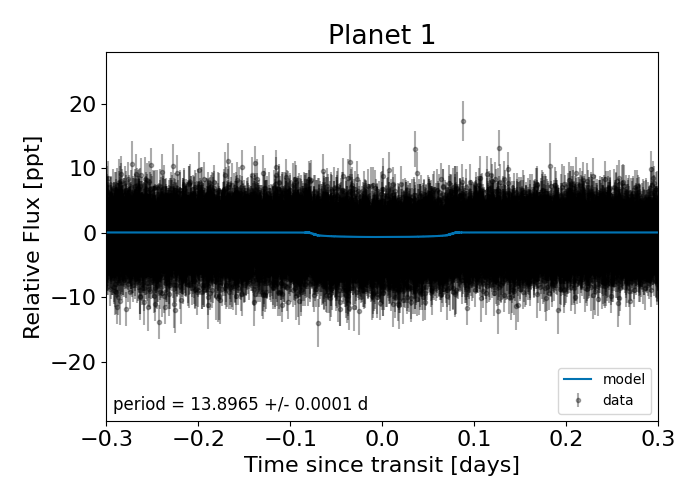 Planet 1
Relative Flux [ppt]
20
10
0
−10
−20
period = 13.8965 +/- 0.0001 d
model
data
−0.3 −0.2 −0.1 0.0 0.1 0.2 0.3
Time since transit [days]